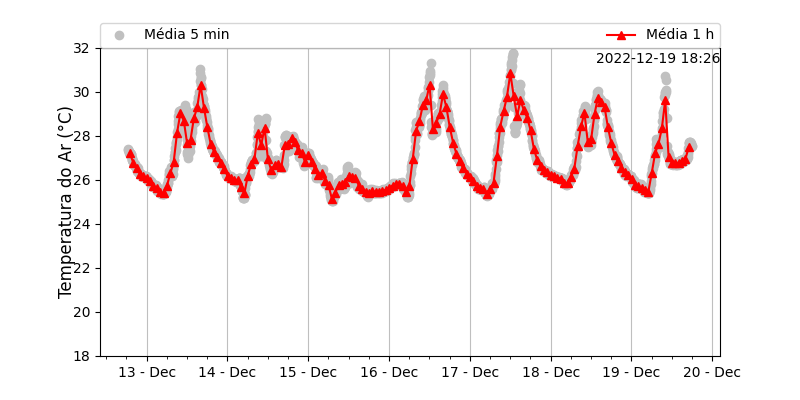 Média 5 min
Média 1 h
2022-12-19 18:26
Temperatura do Ar (°C)
32
30
28
26
24
22
20
18
13 - Dec
14 - Dec
15 - Dec
16 - Dec
17 - Dec
18 - Dec
19 - Dec
20 - Dec